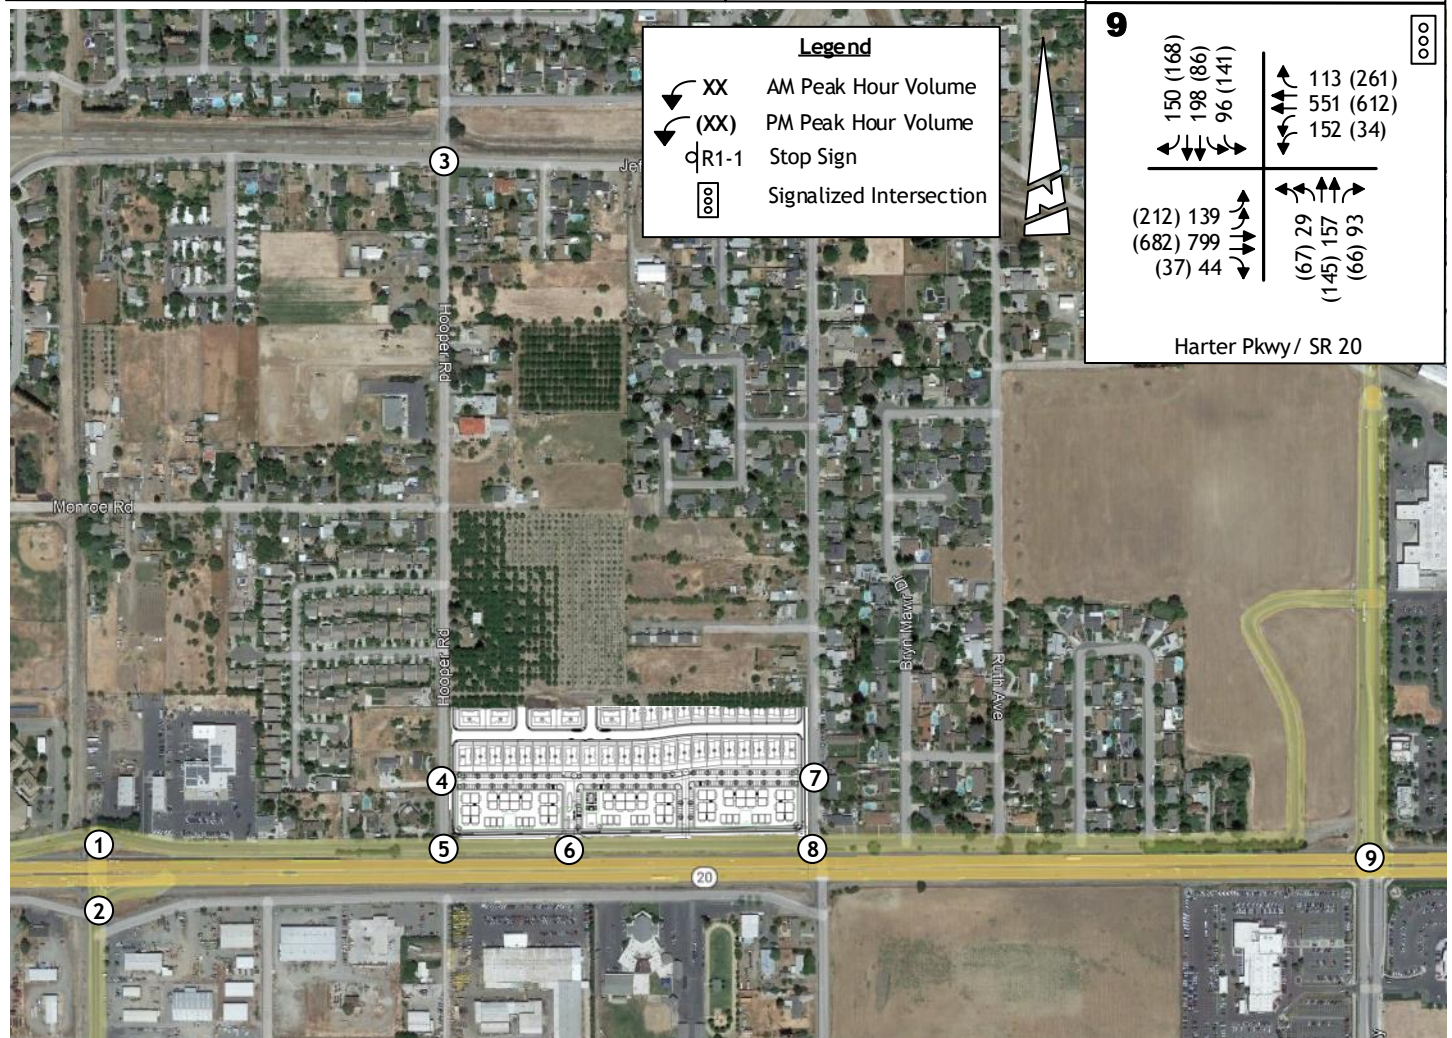 Legend
XX AM Peak Hour Volume
(XX) PM Peak Hour Volume
R1-1 Stop Sign
Signalized Intersection
9
150 (168)
198 (86)
96 (141)
113 (261)
551 (612)
152 (34)
(212) 139
(682) 799
(37) 44
(67) 29
(145) 157
(66) 93
Harter Pkwy/ SR 20
N
3
Jef
Hooper Rd
Monroe Rd
Bryn Mawr
Hooper Rd
Ruth Ave
4
7
1
5
6
8
9
20
2